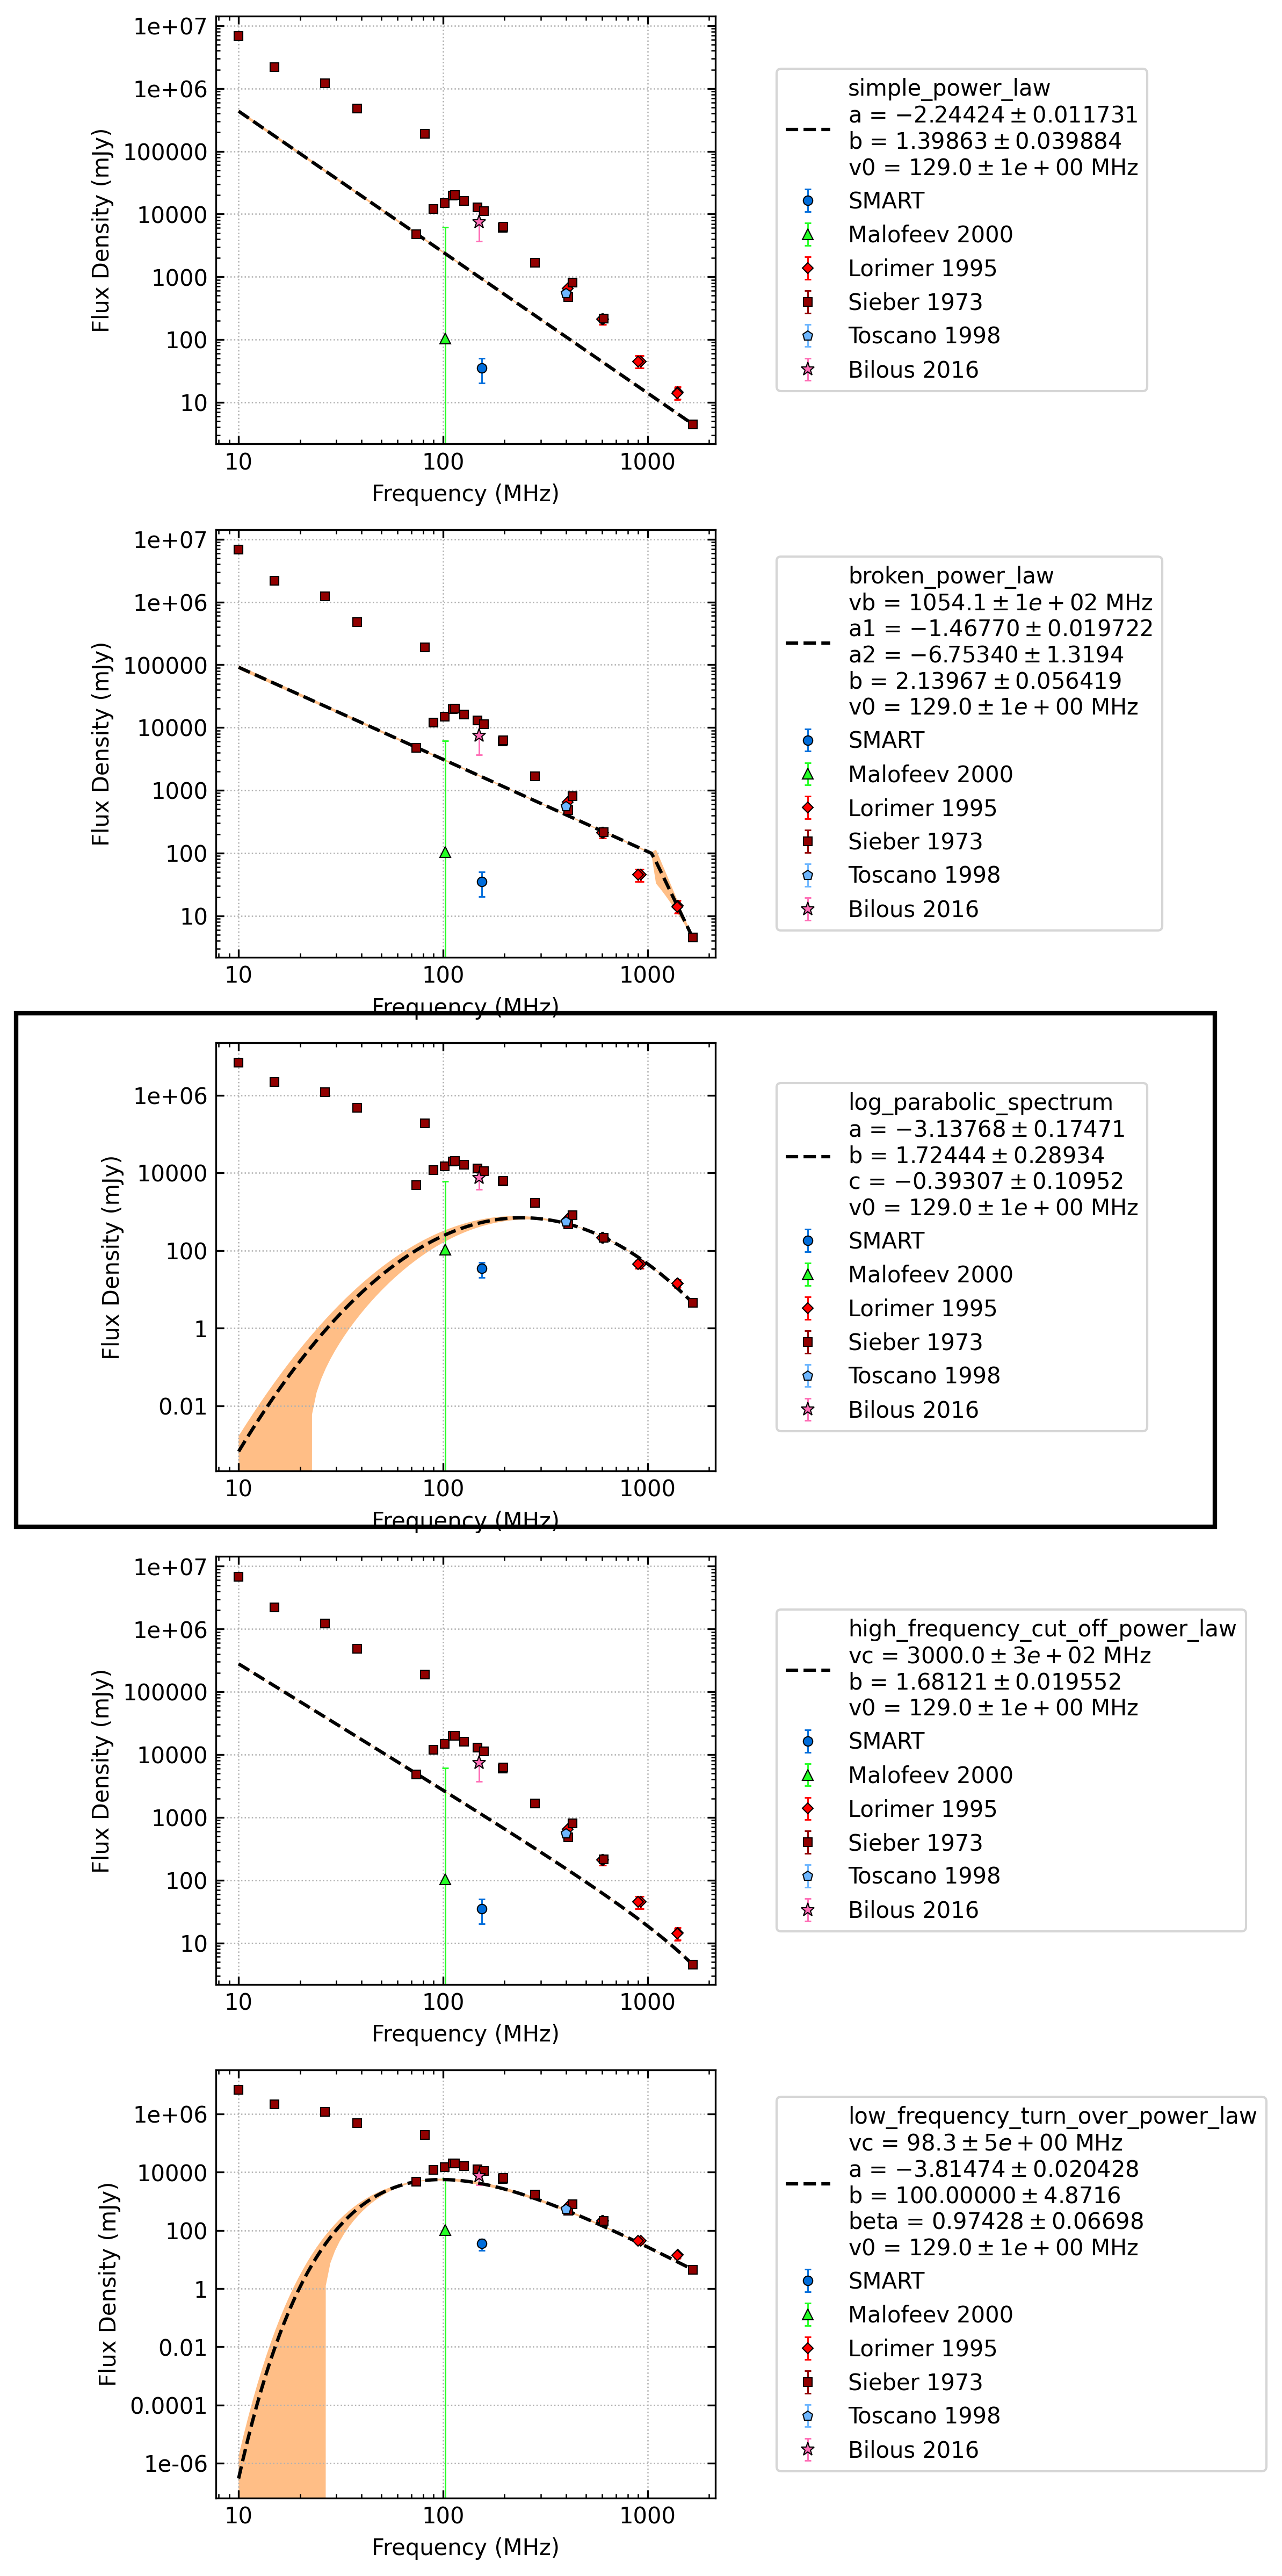 1e+07
1e+06
100000
10000
1000
100
10
Flux Density (mJy)
10 100 1000
Frequency (MHz)
simple_power_law
a = −2.24424 ± 0.011731
b = 1.39863 ± 0.039884
v0 = 129.0 ± 1e + 00 MHz
SMART
Malofeev 2000
Lorimer 1995
Sieber 1973
Toscano 1998
Bilous 2016
1e+07
1e+06
100000
10000
1000
100
10
Flux Density (mJy)
10 100 1000
Frequency (MHz)
broken_power_law
vb = 1054.1 ± 1e + 02 MHz
a1 = −1.46770 ± 0.019722
a2 = −6.75340 ± 1.3194
b = 2.13967 ± 0.056419
v0 = 129.0 ± 1e + 00 MHz
SMART
Malofeev 2000
Lorimer 1995
Sieber 1973
Toscano 1998
Bilous 2016
1e+06
10000
100
1
0.01
Flux Density (mJy)
10 100 1000
Frequency (MHz)
log_parabolic_spectrum
a = −3.13768 ± 0.17471
b = 1.72444 ± 0.28934
c = −0.39307 ± 0.10952
v0 = 129.0 ± 1e + 00 MHz
SMART
Malofeev 2000
Lorimer 1995
Sieber 1973
Toscano 1998
Bilous 2016
1e+07
1e+06
100000
10000
1000
100
10
Flux Density (mJy)
10 100 1000
Frequency (MHz)
high_frequency_cut_off_power_law
vc = 3000.0 ± 3e + 02 MHz
b = 1.68121 ± 0.019552
v0 = 129.0 ± 1e + 00 MHz
SMART
Malofeev 2000
Lorimer 1995
Sieber 1973
Toscano 1998
Bilous 2016
1e+06
10000
100
1
0.01
0.0001
1e-06
Flux Density (mJy)
10 100 1000
Frequency (MHz)
low_frequency_turn_over_power_law
vc = 98.3 ± 5e + 00 MHz
a = −3.81474 ± 0.020428
b = 100.00000 ± 4.8716
beta = 0.97428 ± 0.06698
v0 = 129.0 ± 1e + 00 MHz
SMART
Malofeev 2000
Lorimer 1995
Sieber 1973
Toscano 1998
Bilous 2016